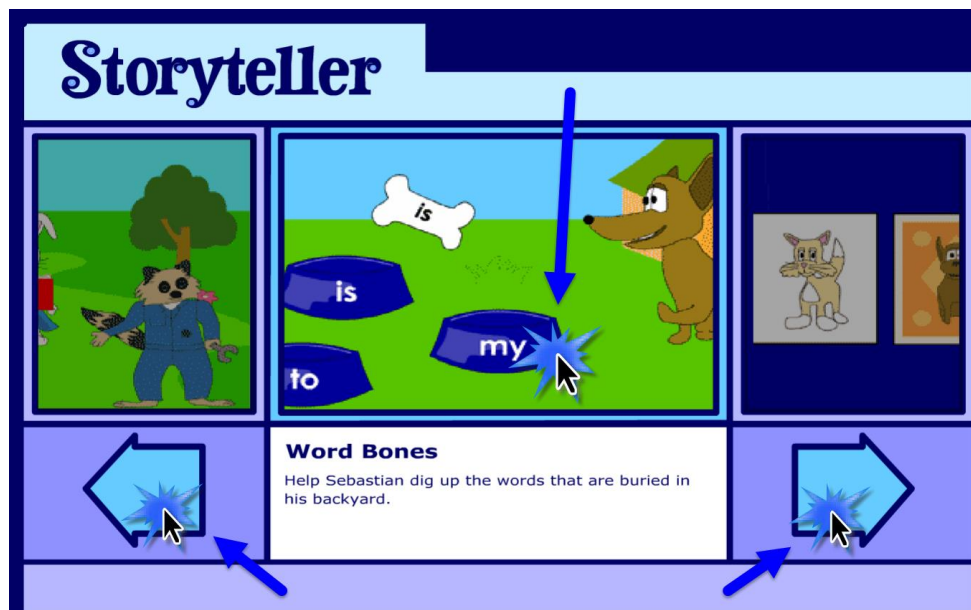 Storyteller
is
is
my
to
Word Bones
Help Sebastian dig up the words that are buried in
his backyard.